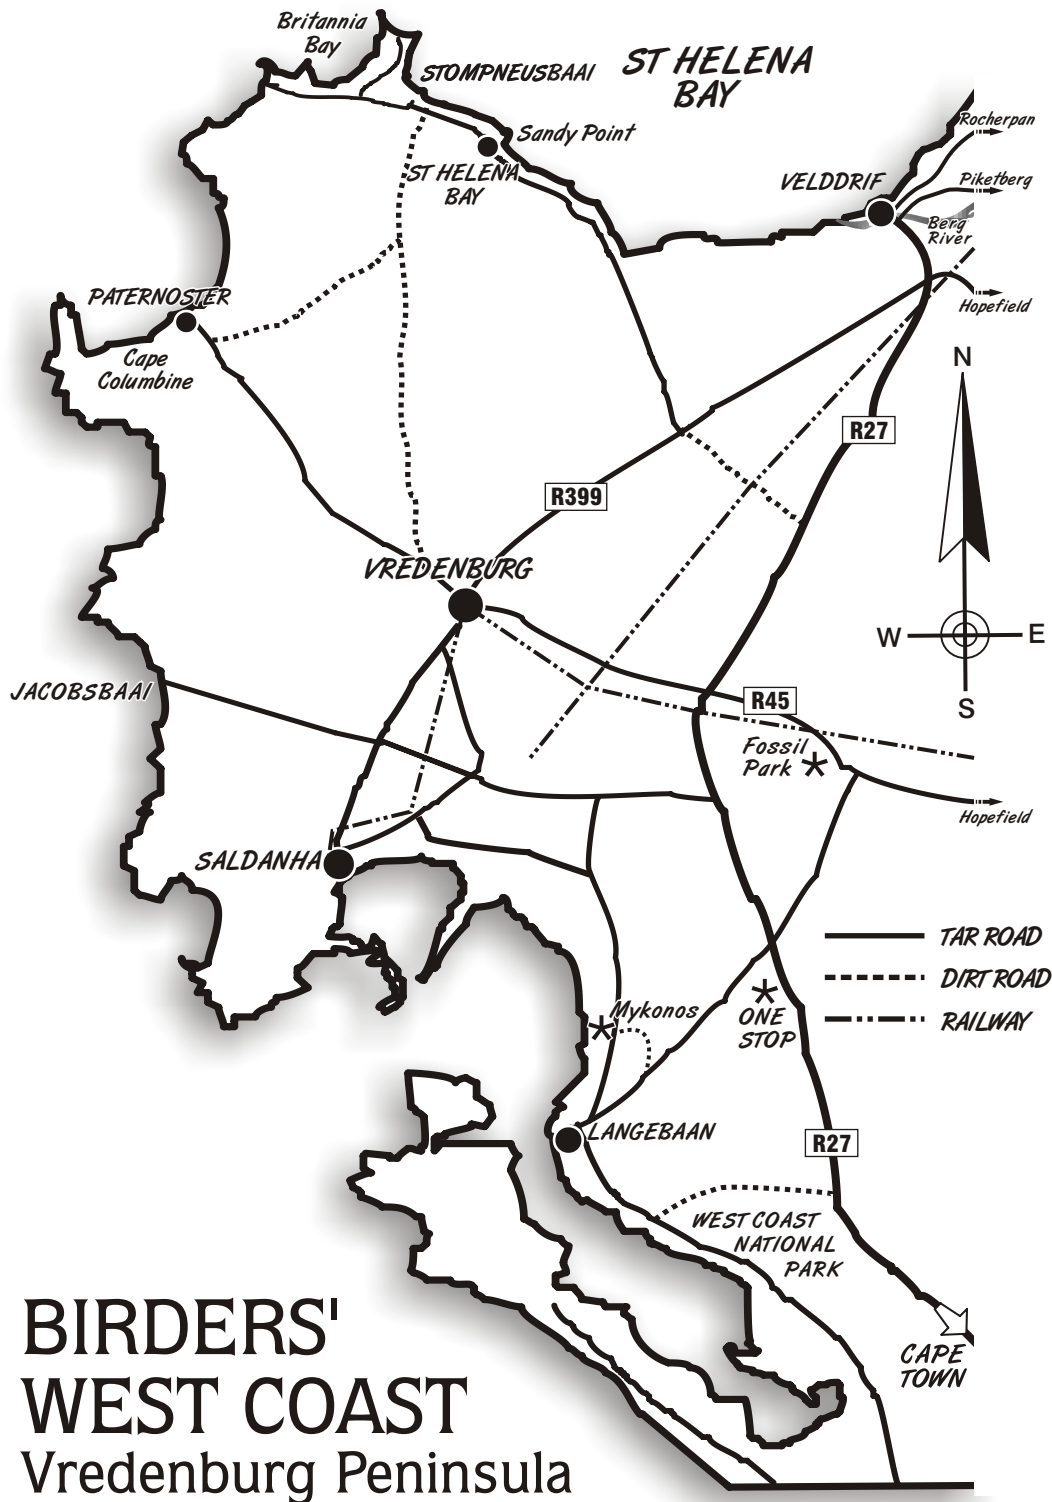 Britannia
Bay
STOMPNEUSBAAI
ST HELENA
BAY
Rocherpan
Sandy Point
ST HELENA
BAY
VELDDRIF
Piketberg
Berg
River
PATERNOSTER
Hopefield
Cape
Columbine
N
R27
R399
VREDENBURG
W
E
S
JACOBSBAAI
R45
Fossil
Park
Hopefield
SALDANHA
TAR ROAD
DIRT ROAD
RAILWAY
Mykonos
ONE
STOP
LANGEBAAN
R27
WEST COAST
NATIONAL
PARK
CAPE
TOWN
BIRDERS'
WEST COAST
Vredenburg Peninsula